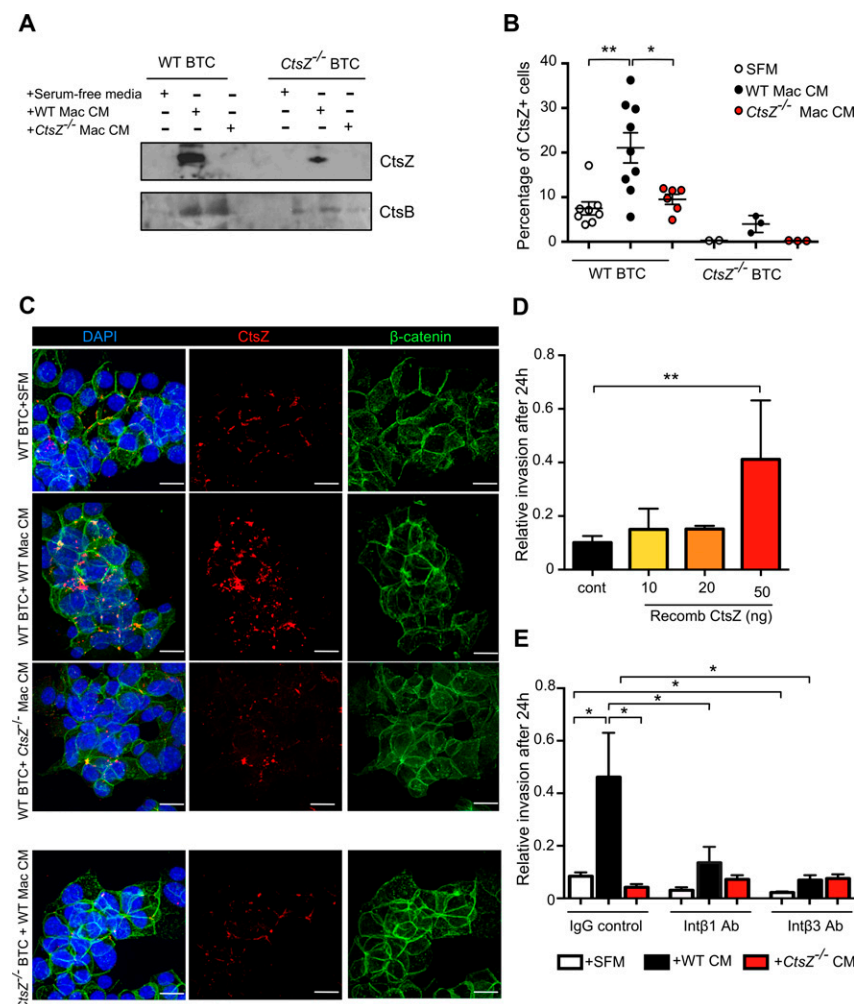 A
WT BTC
CtsZ-/- BTC
+Serum-free media + – – + – –
+WT Mac CM – + – – + –
+CtsZ-/- Mac CM – – + – – +
CtsZ
CtsB
B
** *
SFM
WT Mac CM
CtsZ-/- Mac CM
Percentage of CtsZ+ cells
40
30
20
10
0
WT BTC
CtsZ-/- BTC
C
DAPI
CtsZ
β-catenin
WT BTC+SFM
WT BTC+ WT Mac CM
WT BTC+ CtsZ-/- Mac CM
CtsZ-/- BTC + WT Mac CM
D
Relative invasion after 24h
0.8
0.6
0.4
0.2
0
**
cont 10 20 50
Recomb CtsZ (ng)
E
Relative invasion after 24h
0.8
0.6
0.4
0.2
0
*
*
*
* *
IgG control Intβ1 Ab Intβ3 Ab
+SFM +WT CM +CtsZ-/- CM